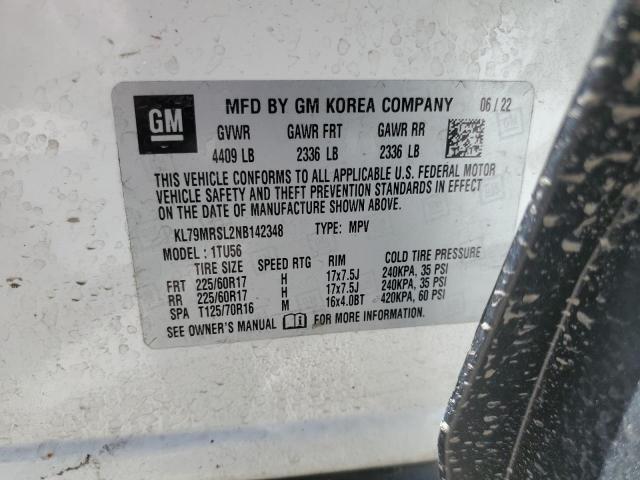 GM
MFD BY GM KOREA COMPANY 06 / 22
GVWR GAWR FRT GAWR RR
4409 LB 2336 LB 2336 LB
THIS VEHICLE CONFORMS TO ALL APPLICABLE U.S. FEDERAL MOTOR
VEHICLE SAFETY AND THEFT PREVENTION STANDARDS IN EFFECT
ON THE DATE OF MANUFACTURE SHOWN ABOVE.
KL79MRSL2NB142348 TYPE: MPV
MODEL : 1TU56
TIRE SIZE SPEED RTG RIM COLD TIRE PRESSURE
FRT 225/60R17 H 17x7.5J 240KPA, 35 PSI
RR 225/60R17 H 17x7.5J 240KPA, 35 PSI
SPA T125/70R16 M 16x4.0BT 420KPA, 60 PSI
SEE OWNER'S MANUAL FOR MORE INFORMATION.